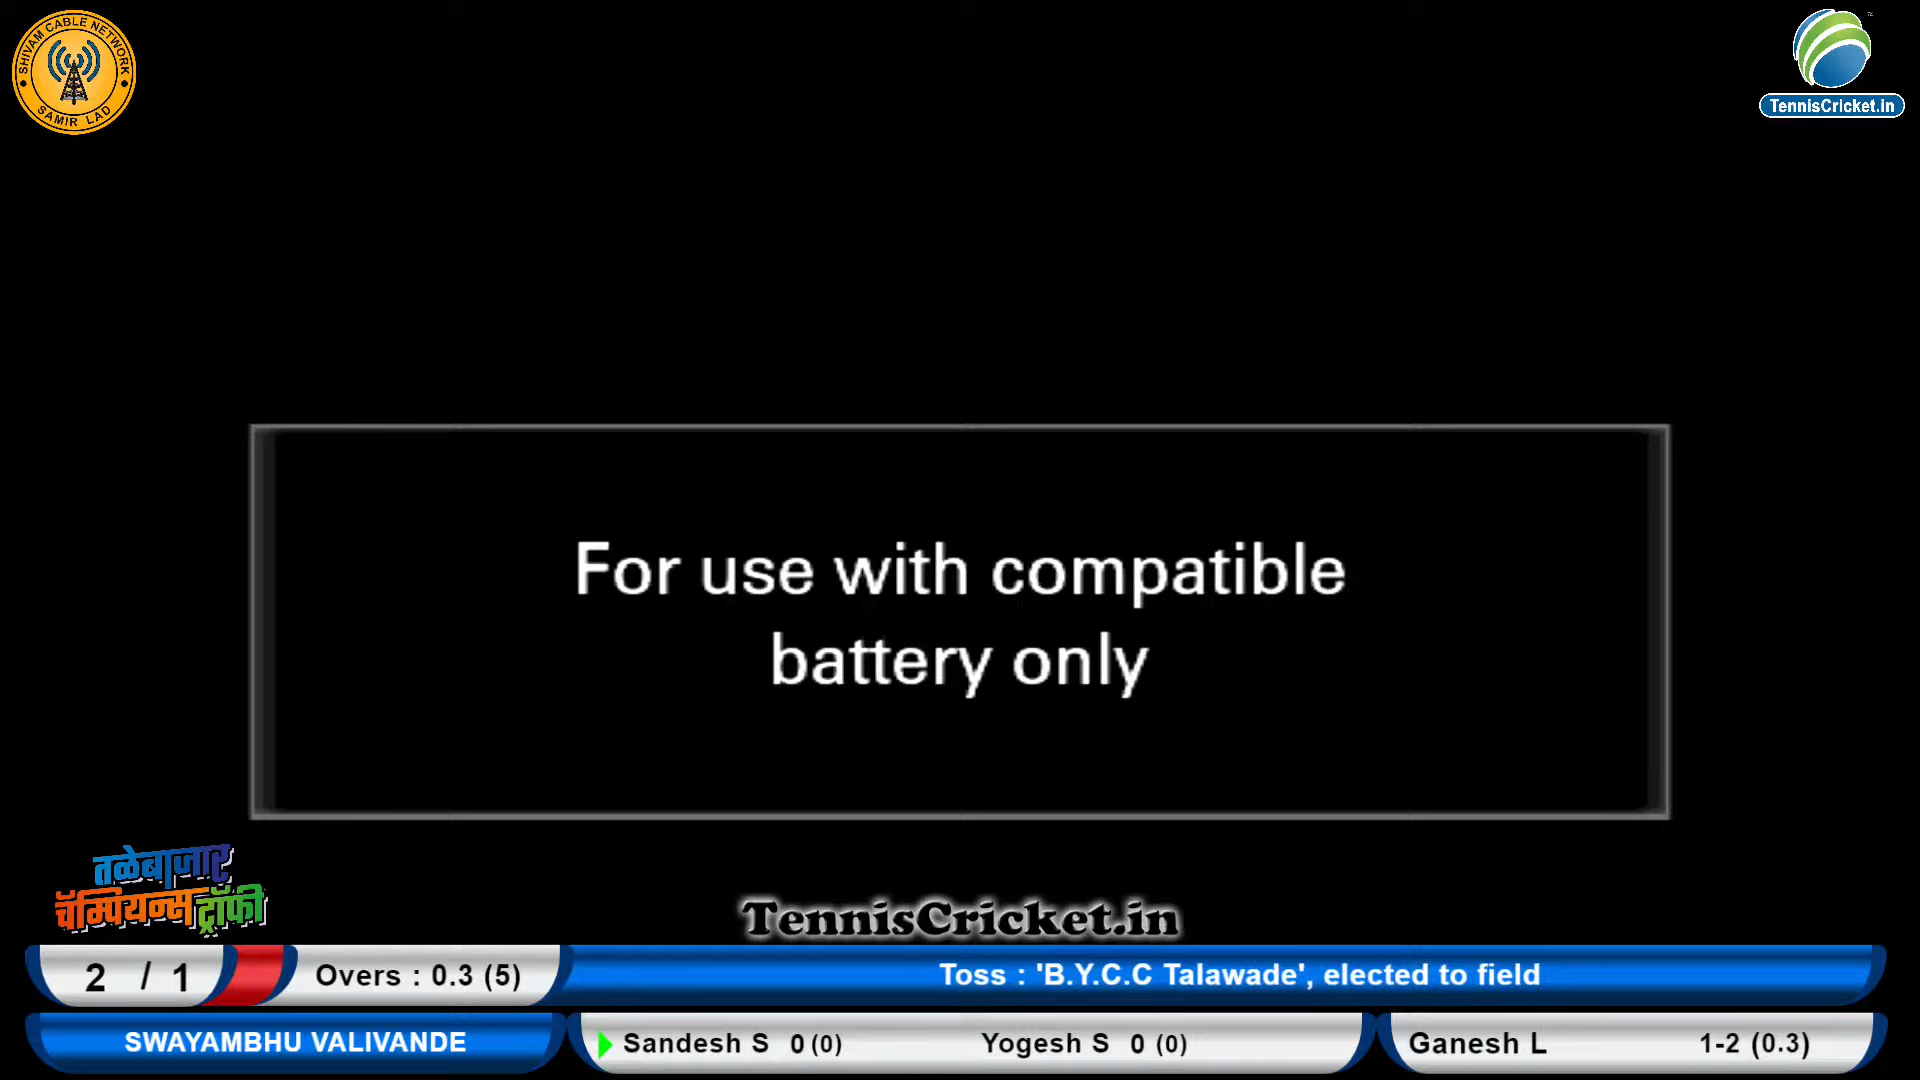 SHIVAM CABLE NETWORK
SAMIR LAD
TennisCricket.in
For use with compatible
battery only
तळेबाजार
चॅम्पियन्स ट्रॉफी
TennisCricket.in
2 / 1 Overs : 0.3 (5) Toss : 'B.Y.C.C Talawade', elected to field
SWAYAMBHU VALIVANDE Sandesh S 0 (0) Yogesh S 0 (0) Ganesh L 1-2 (0.3)